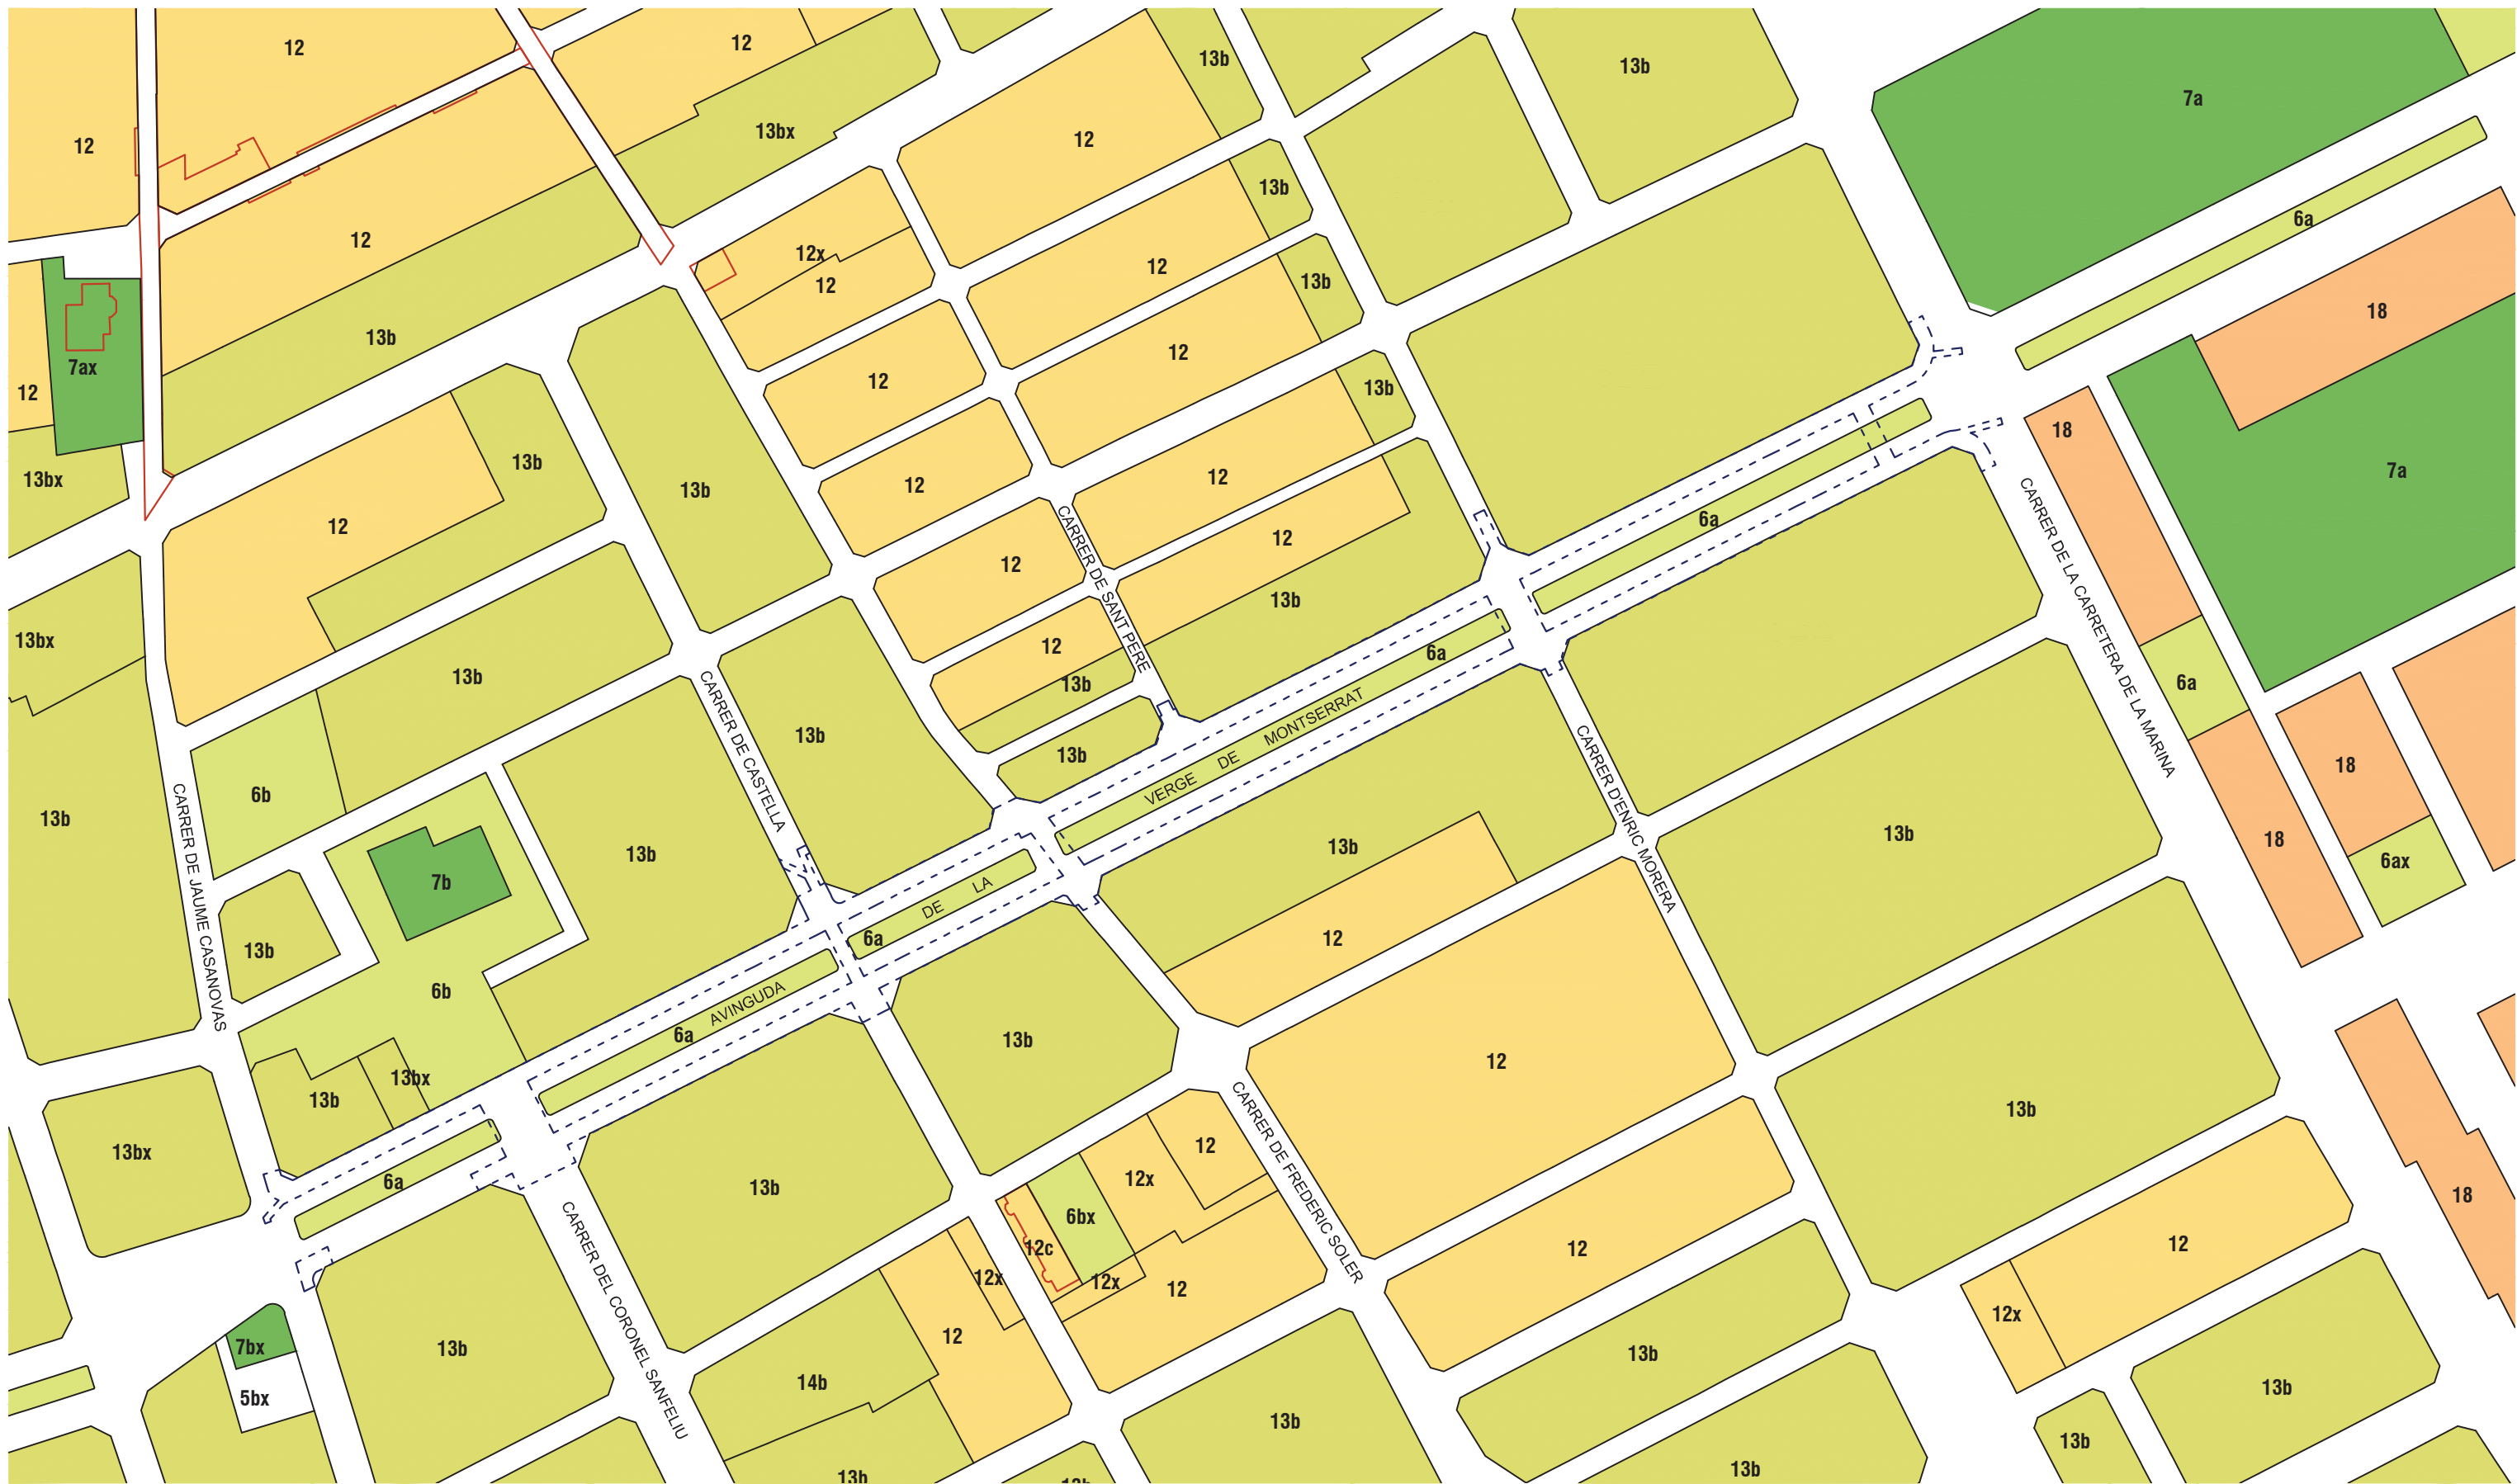 12
12
13b
13b
7a
12
13bx
12
13b
6a
12
12x
12
12
13b
18
13b
7ax
12
12
13b
12
13b
18
13bx
13b
13b
12
12
7a
12
12
6a
12
13b
13bx
13b
12
6a
13b
13b
6a
13b
13b
6b
13b
13b
13b
7b
13b
13b
18
18
6ax
12
13b
6b
6a
6a
13b
12
13b
13bx
13b
13bx
6a
13b
12
12x
6bx
12c
12x
12x
12
12
12
18
12x
7bx
5bx
13b
14b
12
13b
13b
13b
13b
13b
13b
13b
CARRER DE SANT PERE
CARRER DE CASTELLA
CARRER DE JAUME CASANOVAS
CARRER DE LA CARRETERA DE LA MARINA
CARRER D'ENRIC MORERA
AVINGUDA DE LA VERGE DE MONTSERRAT
CARRER DE FREDERIC SOLER
CARRER DEL CORONEL SANFELIU